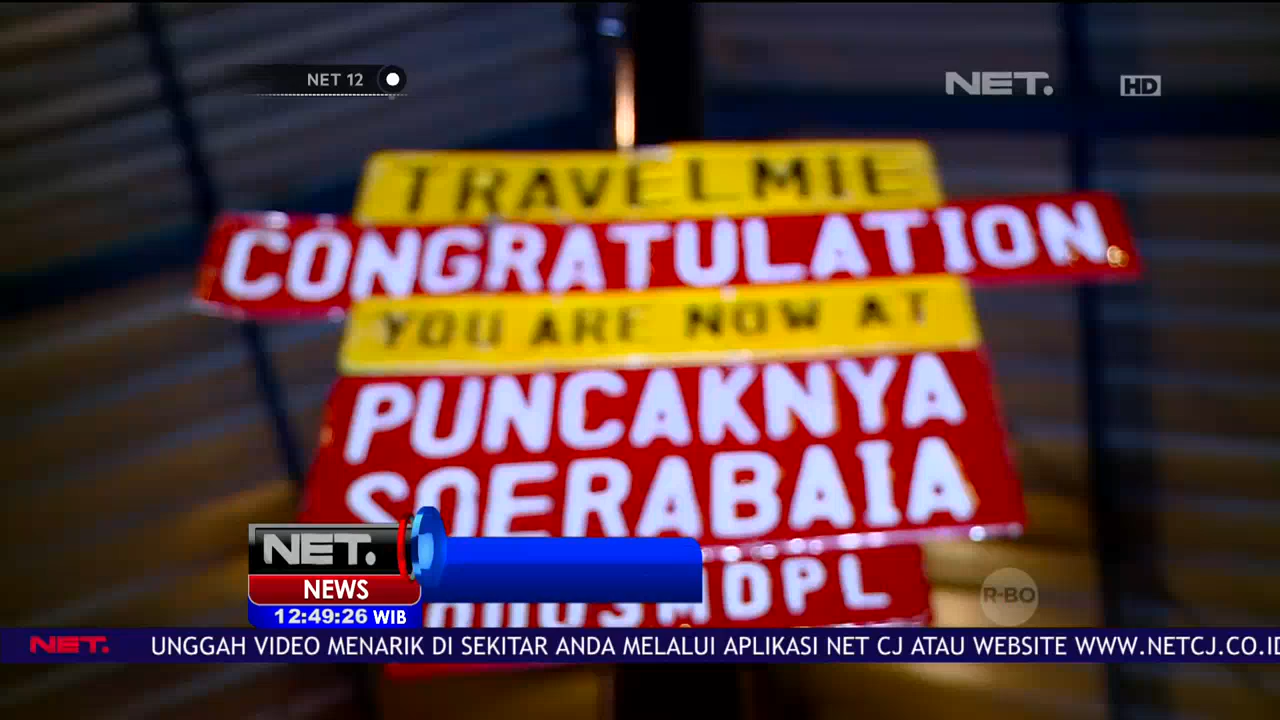 NET 12
NET.
HD
TRAVELMIE
CONGRATULATION
YOU ARE NOW AT
PUNCAKNYA
SOERABAIA
MDPL
NET.
NEWS
12:49:26 WIB
R-BO
NET.
UNGGAH VIDEO MENARIK DI SEKITAR ANDA MELALUI APLIKASI NET CJ ATAU WEBSITE WWW.NETCJ.CO.ID